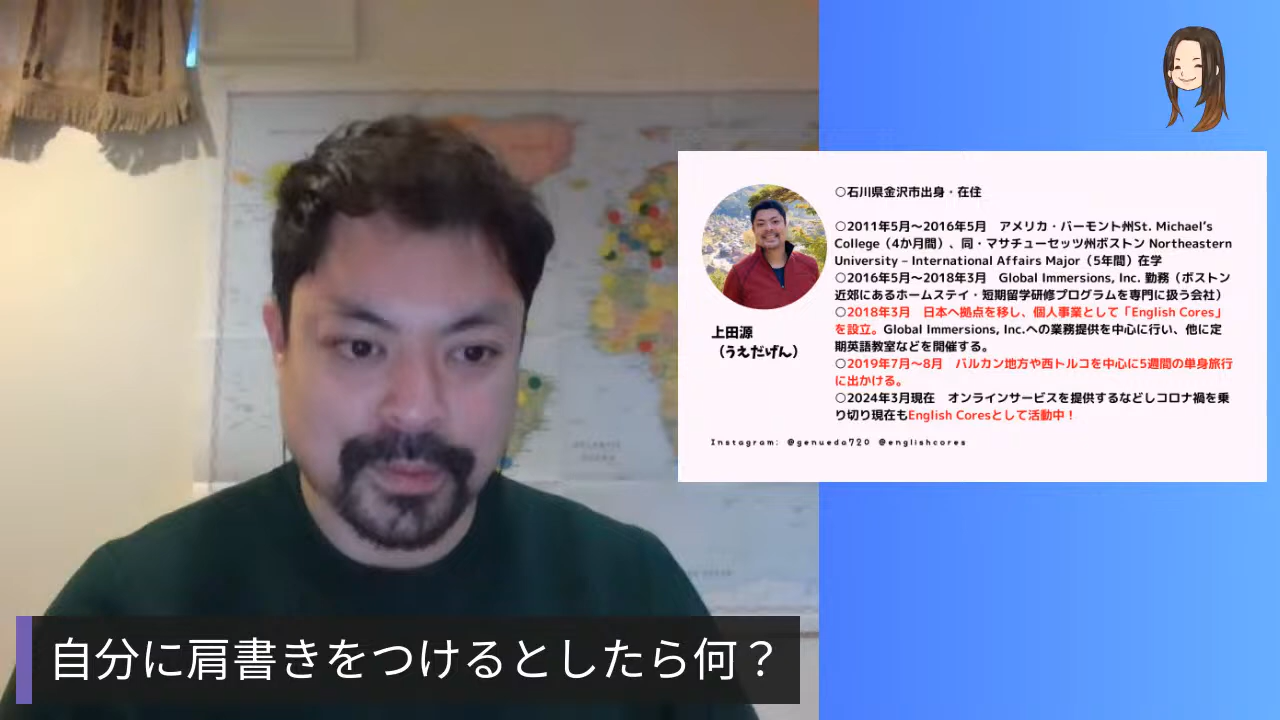 ○石川県金沢市出身・在住
○2011年5月〜2016年5月　アメリカ・バーモント州St. Michael's
College（4か月間）、同・マサチューセッツ州ボストン Northeastern
University – International Affairs Major（5年間）在学
○2016年5月〜2018年3月　Global Immersions, Inc. 勤務（ボストン
近郊にあるホームステイ・短期留学研修プログラムを専門に扱う会社）
○2018年3月　日本へ拠点を移し、個人事業として「English Cores」
を設立。Global Immersions, Inc.への業務提供を中心に行い、他に定
期英語教室などを開催する。
○2019年7月〜8月　バルカン地方や西トルコを中心に5週間の単身旅行
に出かける。
○2024年3月現在　オンラインサービスを提供するなどしコロナ禍を乗
り切り現在もEnglish Coresとして活動中！
上田源
（うえだげん）
Instagram: @genueda720 @englishcores
自分に肩書きをつけるとしたら何？